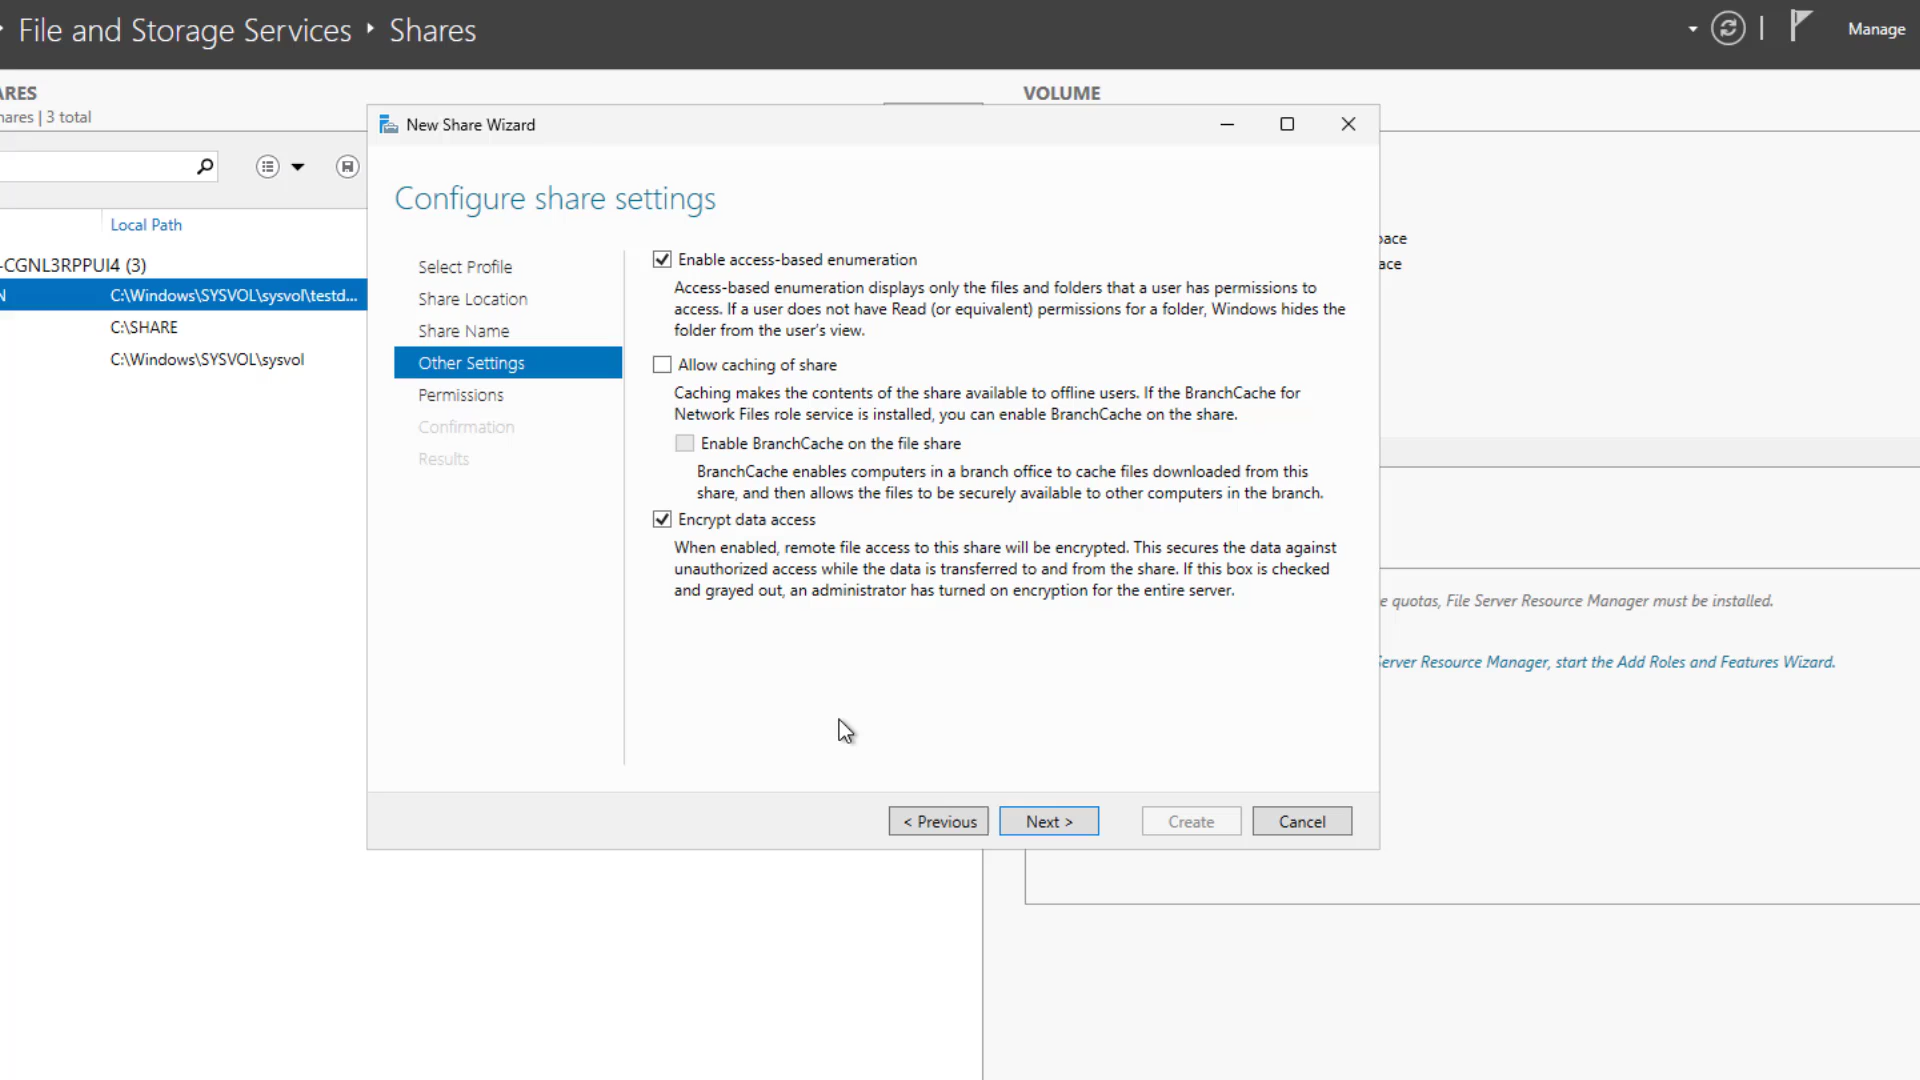 File and Storage Services ‣ Shares
Manage
ARES
hares | 3 total
VOLUME
New Share Wizard
Configure share settings
Local Path
-CGNL3RPPUI4 (3)
N C:\Windows\SYSVOL\sysvol\testd...
C:\SHARE
C:\Windows\SYSVOL\sysvol
Select Profile
Share Location
Share Name
Other Settings
Permissions
Confirmation
Results
Enable access-based enumeration
Access-based enumeration displays only the files and folders that a user has permissions to
access. If a user does not have Read (or equivalent) permissions for a folder, Windows hides the
folder from the user's view.
Allow caching of share
Caching makes the contents of the share available to offline users. If the BranchCache for
Network Files role service is installed, you can enable BranchCache on the share.
Enable BranchCache on the file share
BranchCache enables computers in a branch office to cache files downloaded from this
share, and then allows the files to be securely available to other computers in the branch.
Encrypt data access
When enabled, remote file access to this share will be encrypted. This secures the data against
unauthorized access while the data is transferred to and from the share. If this box is checked
and grayed out, an administrator has turned on encryption for the entire server.
< Previous
Next >
Create
Cancel
pace
ace
e quotas, File Server Resource Manager must be installed.
Server Resource Manager, start the Add Roles and Features Wizard.